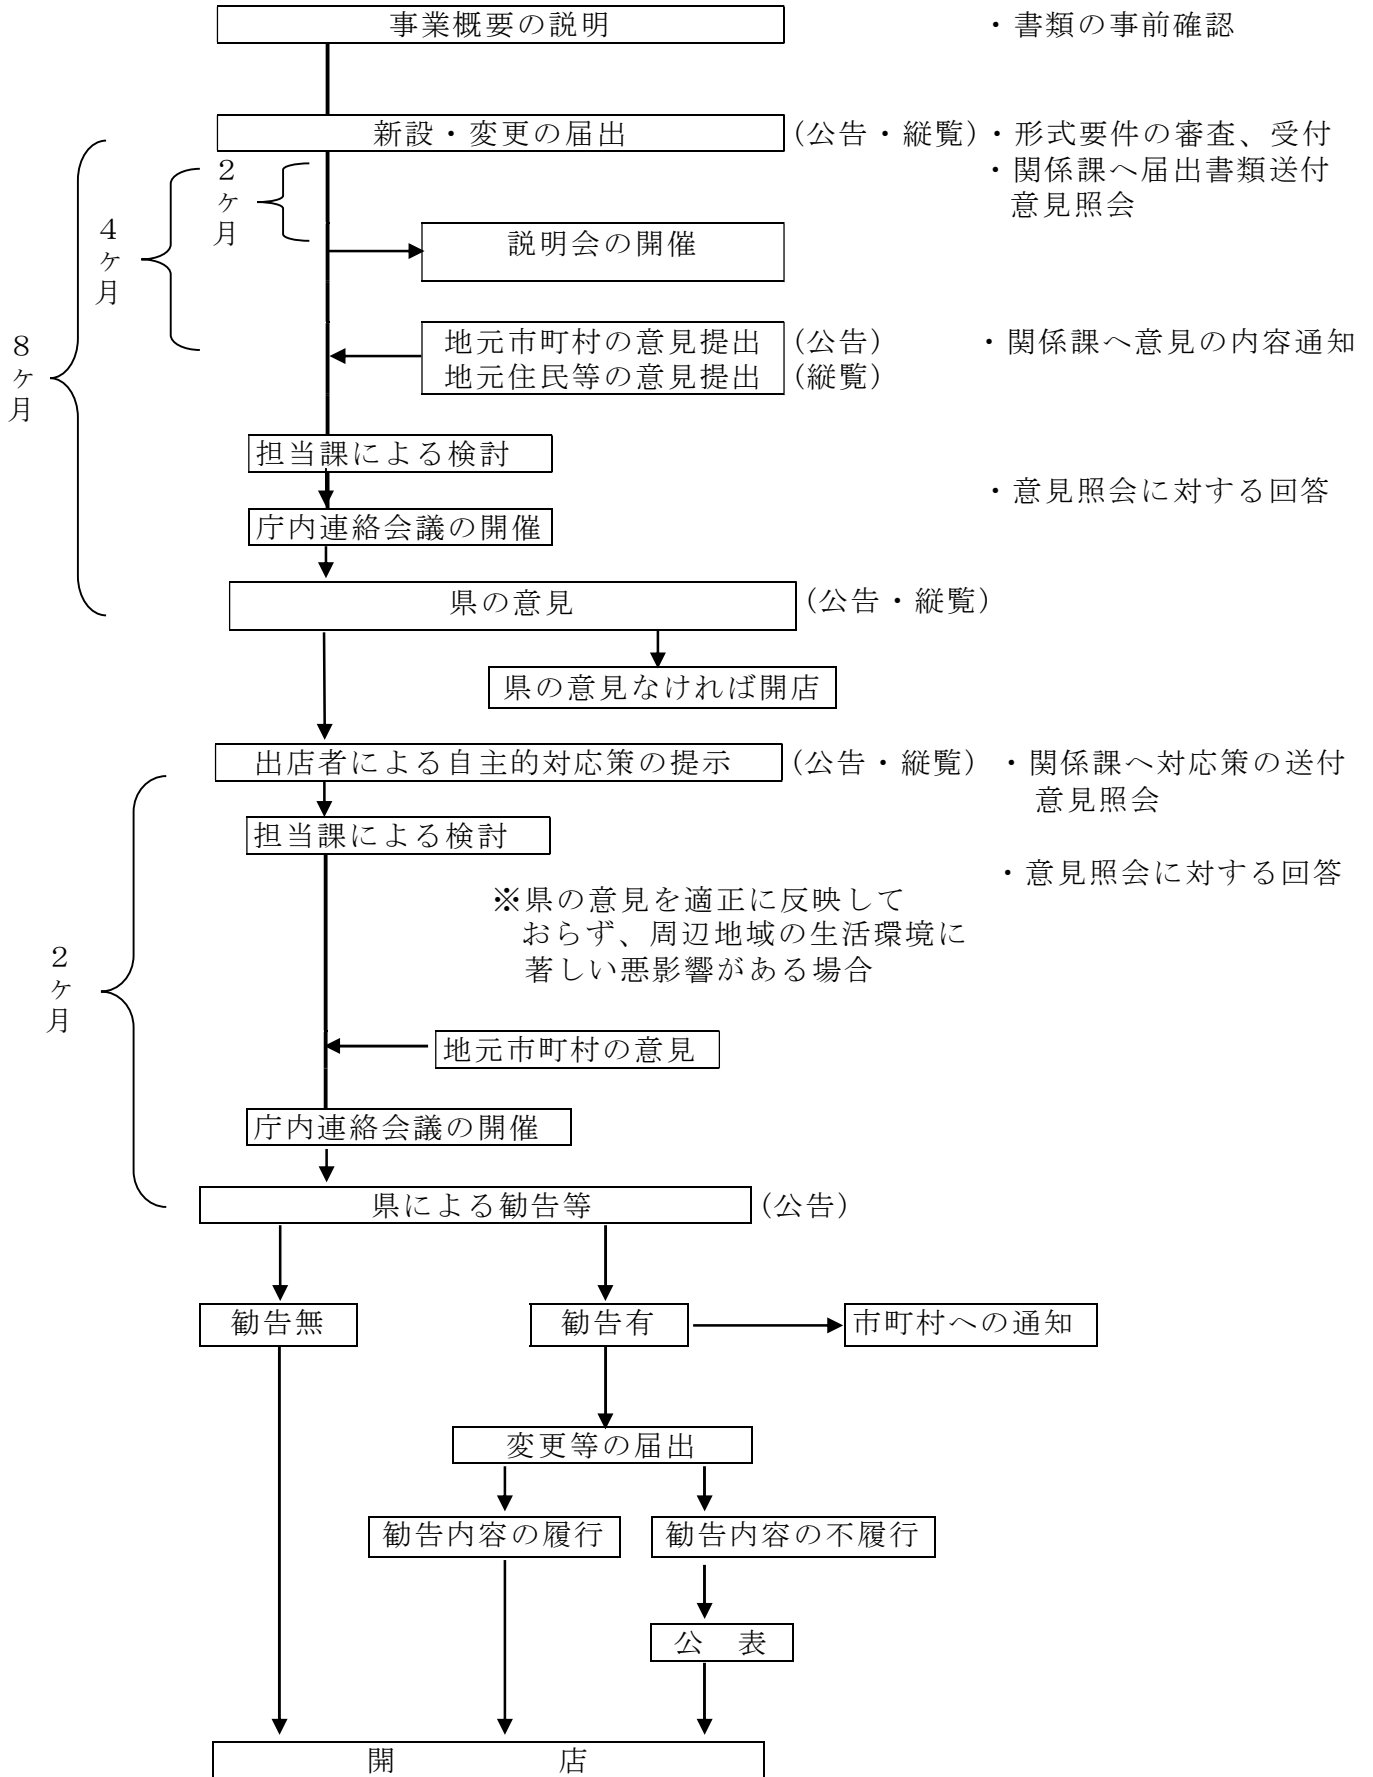 事業概要の説明
・書類の事前確認
新設・変更の届出
(公告・縦覧)・形式要件の審査、受付
・関係課へ届出書類送付
意見照会
2ヶ月
4ヶ月
8ヶ月
説明会の開催
地元市町村の意見提出
(公告)
・関係課へ意見の内容通知
地元住民等の意見提出
(縦覧)
担当課による検討
・意見照会に対する回答
庁内連絡会議の開催
県の意見
(公告・縦覧)
県の意見なければ開店
出店者による自主的対応策の提示
(公告・縦覧)
・関係課へ対応策の送付
意見照会
担当課による検討
・意見照会に対する回答
※県の意見を適正に反映して
おらず、周辺地域の生活環境に
著しい悪影響がある場合
2ヶ月
地元市町村の意見
庁内連絡会議の開催
県による勧告等
(公告)
勧告無
勧告有
市町村への通知
変更等の届出
勧告内容の履行
勧告内容の不履行
公　表
開　　　　　店